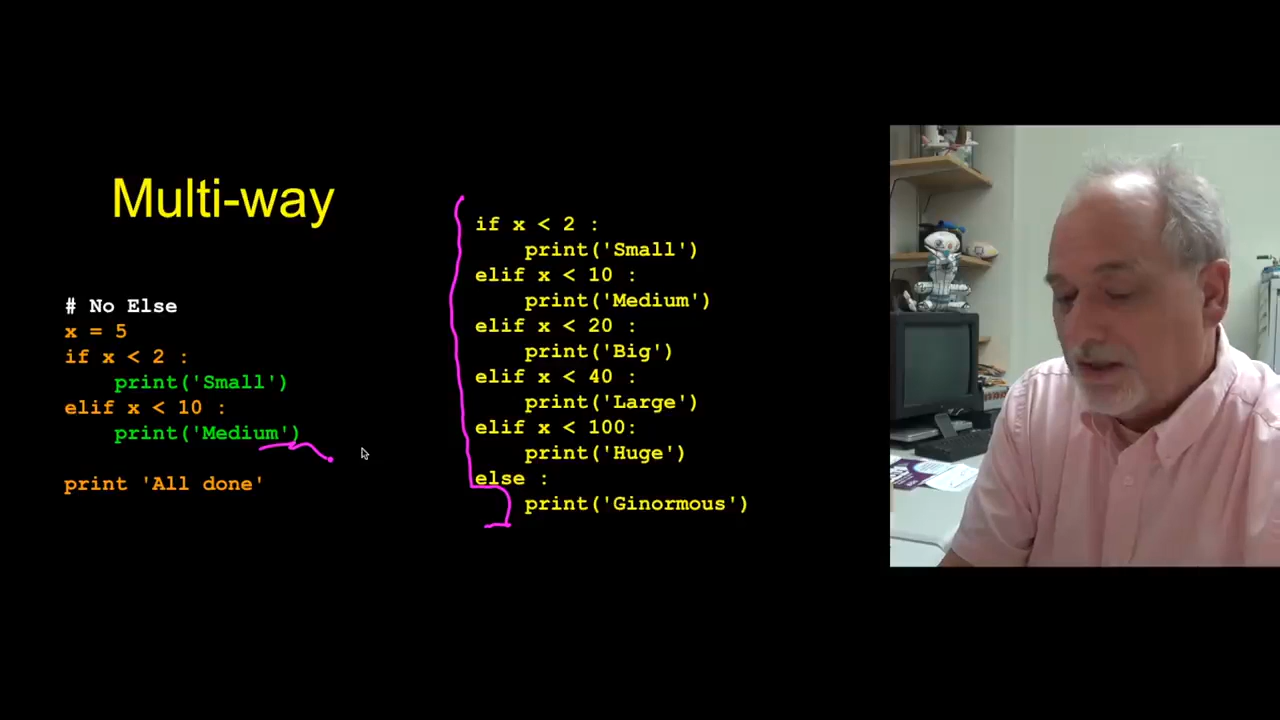 Multi-way
# No Else
x = 5
if x < 2 :
    print('Small')
elif x < 10 :
    print('Medium')
print 'All done'
if x < 2 :
    print('Small')
elif x < 10 :
    print('Medium')
elif x < 20 :
    print('Big')
elif x < 40 :
    print('Large')
elif x < 100:
    print('Huge')
else :
    print('Ginormous')